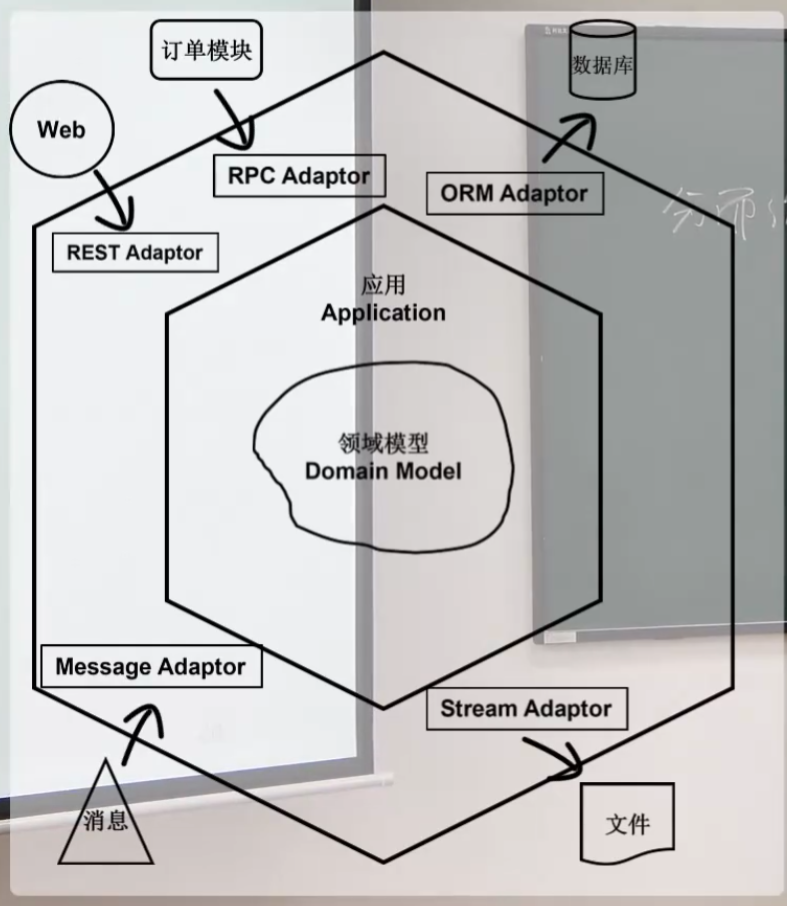 订单模块
数据库
Web
RPC Adaptor
ORM Adaptor
REST Adaptor
应用
Application
领域模型
Domain Model
Message Adaptor
Stream Adaptor
消息
文件